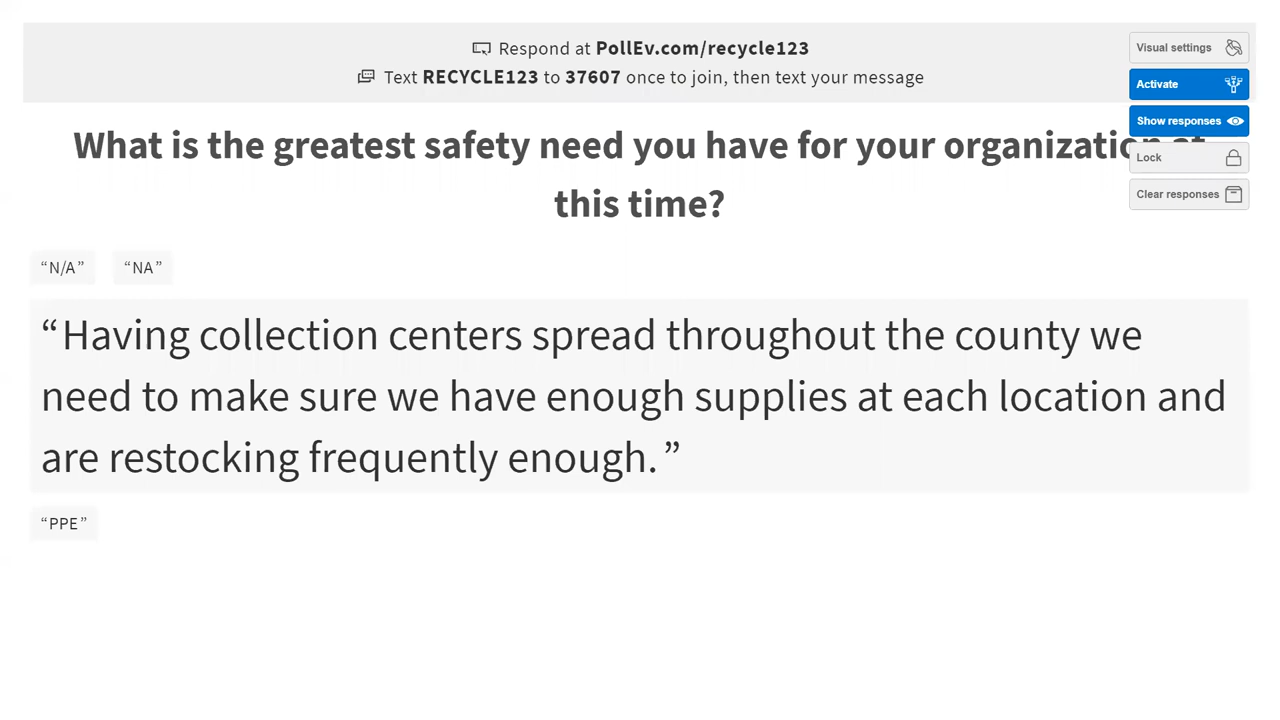 Respond at PollEv.com/recycle123
Text RECYCLE123 to 37607 once to join, then text your message
Visual settings
Activate
Show responses
Lock
Clear responses
What is the greatest safety need you have for your organization at
this time?
“N/A” “NA”
“Having collection centers spread throughout the county we
need to make sure we have enough supplies at each location and
are restocking frequently enough.”
“PPE”